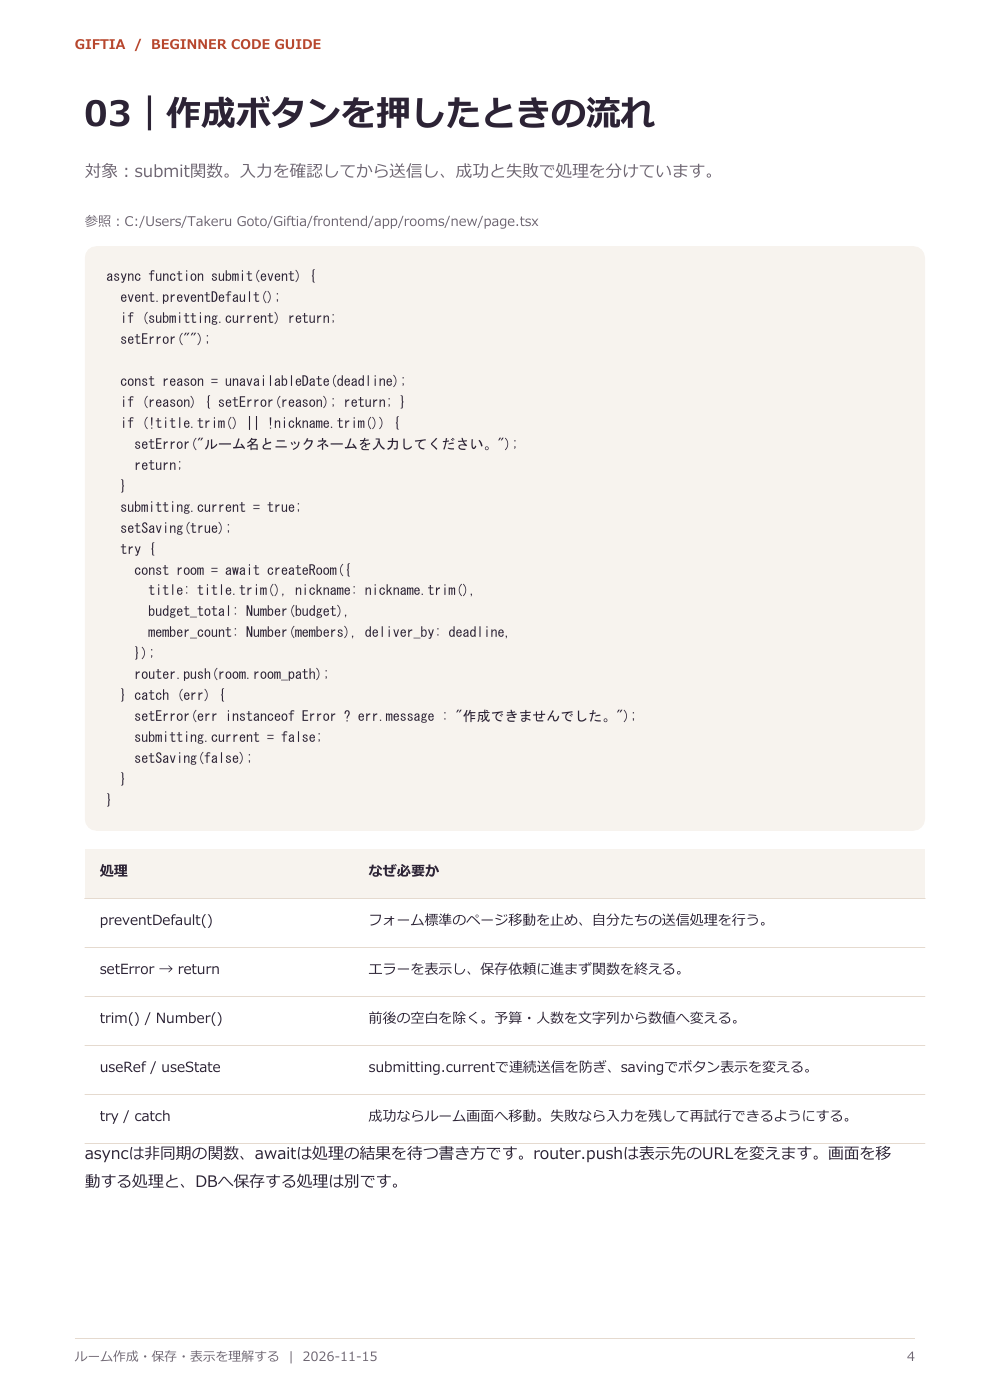 GIFTIA / BEGINNER CODE GUIDE
03｜作成ボタンを押したときの流れ
対象：submit関数。入力を確認してから送信し、成功と失敗で処理を分けています。
参照：C:/Users/Takeru Goto/Giftia/frontend/app/rooms/new/page.tsx
async function submit(event) {
  event.preventDefault();
  if (submitting.current) return;
  setError("");

  const reason = unavailableDate(deadline);
  if (reason) { setError(reason); return; }
  if (!title.trim() || !nickname.trim()) {
    setError("ルーム名とニックネームを入力してください。");
    return;
  }
  submitting.current = true;
  setSaving(true);
  try {
    const room = await createRoom({
      title: title.trim(), nickname: nickname.trim(),
      budget_total: Number(budget),
      member_count: Number(members), deliver_by: deadline,
    });
    router.push(room.room_path);
  } catch (err) {
    setError(err instanceof Error ? err.message : "作成できませんでした。");
    submitting.current = false;
    setSaving(false);
  }
}
処理 なぜ必要か
preventDefault() フォーム標準のページ移動を止め、自分たちの送信処理を行う。
setError → return エラーを表示し、保存依頼に進まず関数を終える。
trim() / Number() 前後の空白を除く。予算・人数を文字列から数値へ変える。
useRef / useState submitting.currentで連続送信を防ぎ、savingでボタン表示を変える。
try / catch 成功ならルーム画面へ移動。失敗なら入力を残して再試行できるようにする。
asyncは非同期の関数、awaitは処理の結果を待つ書き方です。router.pushは表示先のURLを変えます。画面を移
動する処理と、DBへ保存する処理は別です。
ルーム作成・保存・表示を理解する | 2026-11-15 4